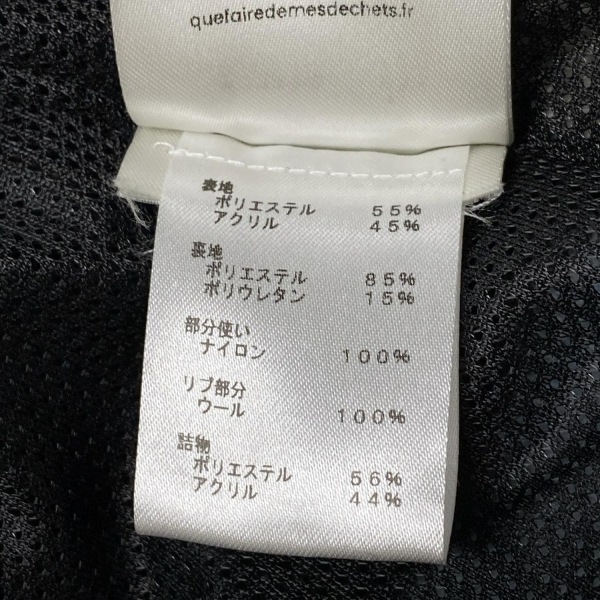 quefairedemesdechets.fr
表地
ポリエステル 55%
アクリル 45%
裏地
ポリエステル 85%
ポリウレタン 15%
部分使い
ナイロン 100%
リブ部分
ウール 100%
詰物
ポリエステル 56%
アクリル 44%